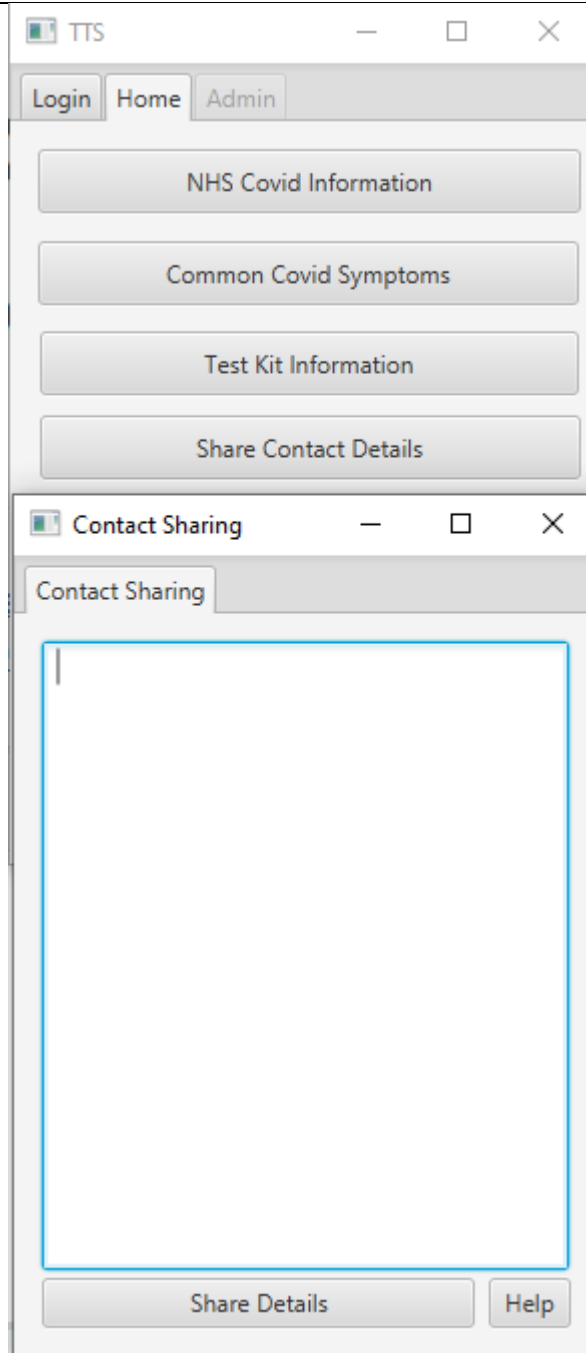 TTS
Login Home Admin
NHS Covid Information
Common Covid Symptoms
Test Kit Information
Share Contact Details
Contact Sharing
Contact Sharing
Share Details Help